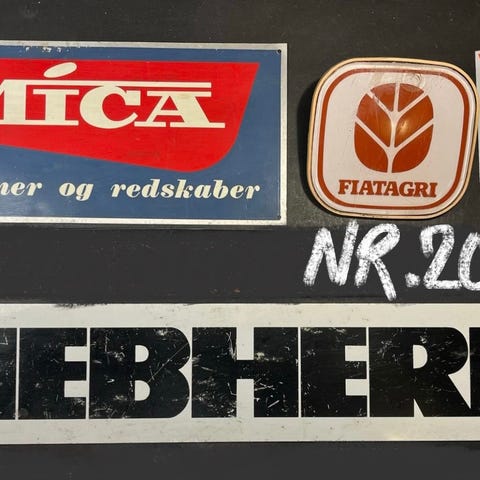 MICA
ner og redskaber
FIATAGRI
NR.20
IEBHER